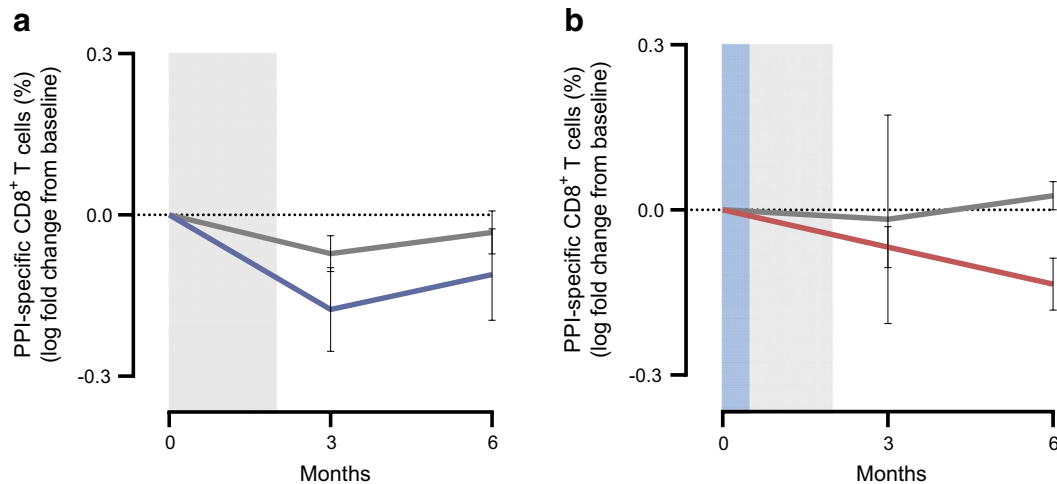 a
PPI-specific CD8+ T cells (%)
(log fold change from baseline)
0.3
0.0
-0.3
0
3
6
Months
b
PPI-specific CD8+ T cells (%)
(log fold change from baseline)
0.3
0.0
-0.3
0
3
6
Months